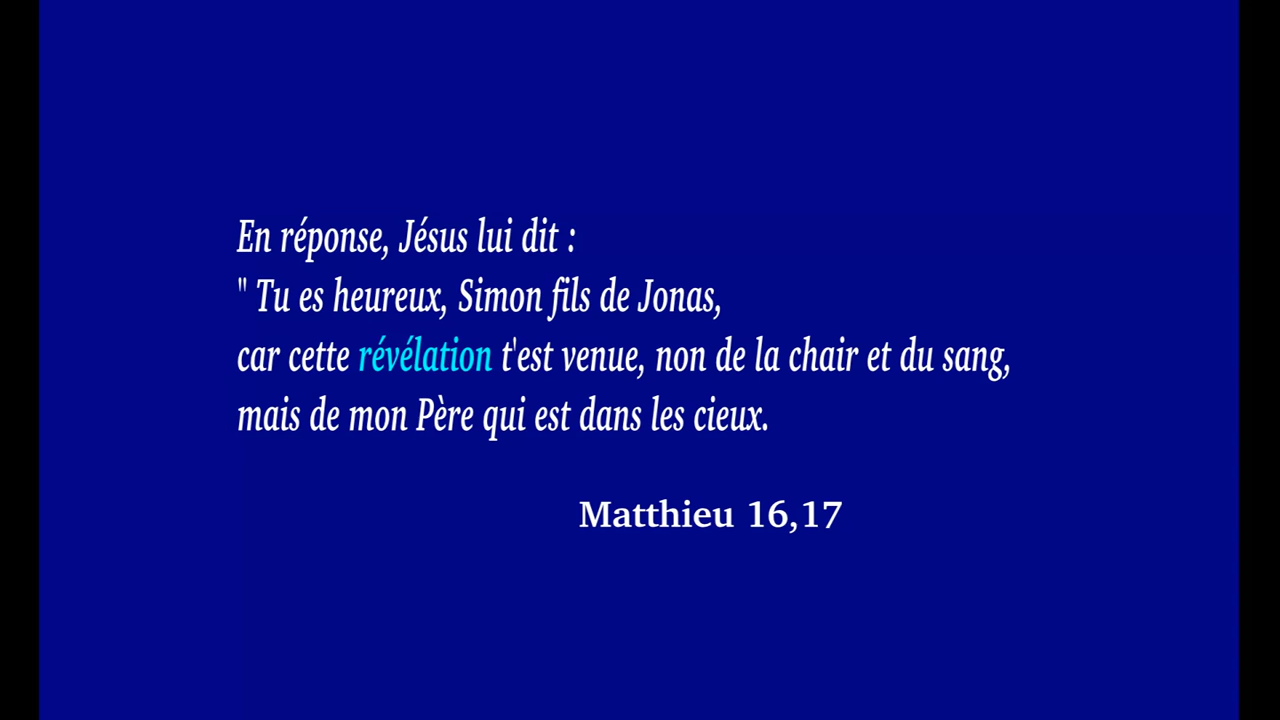 En réponse, Jésus lui dit :
" Tu es heureux, Simon fils de Jonas,
car cette révélation t'est venue, non de la chair et du sang,
mais de mon Père qui est dans les cieux.
Matthieu 16,17